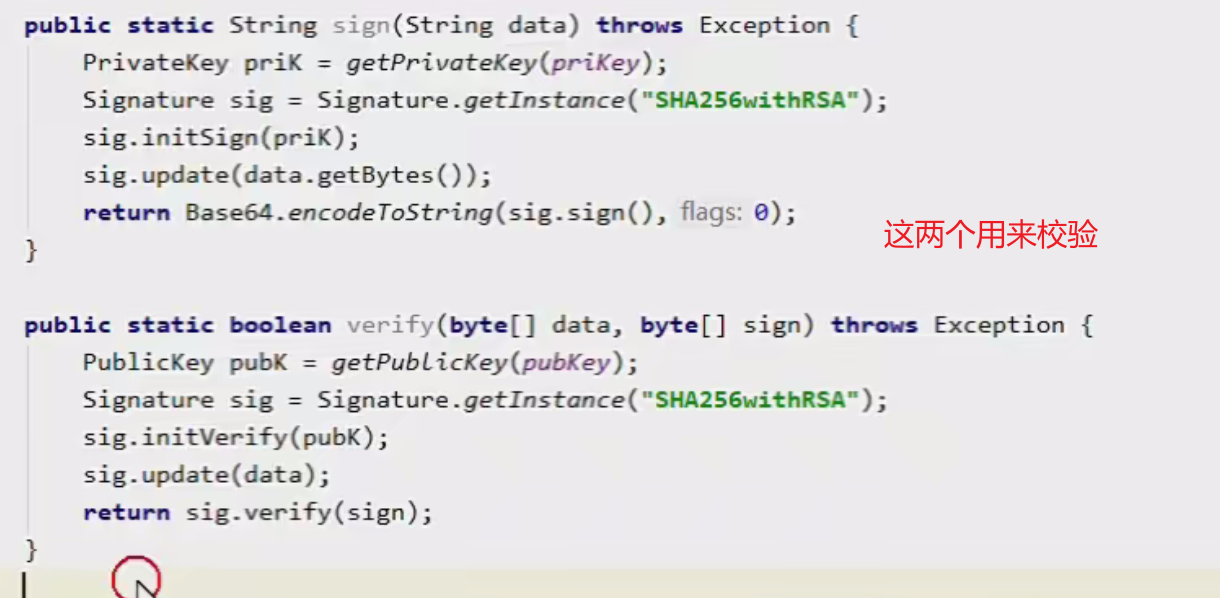 public static String sign(String data) throws Exception {
PrivateKey priK = getPrivateKey(priKey);
Signature sig = Signature.getInstance("SHA256withRSA");
sig.initSign(priK);
sig.update(data.getBytes());
return Base64.encodeToString(sig.sign(), flags: 0);
这两个用来校验
}
public static boolean verify(byte[] data, byte[] sign) throws Exception {
PublicKey pubK = getPublicKey(pubKey);
Signature sig = Signature.getInstance("SHA256withRSA");
sig.initVerify(pubK);
sig.update(data);
return sig.verify(sign);
}